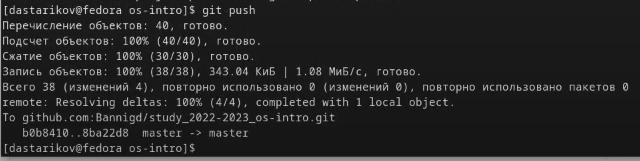 [dastarikov@fedora os-intro]$ git push
Перечисление объектов: 40, готово.
Подсчет объектов: 100% (40/40), готово.
Сжатие объектов: 100% (30/30), готово.
Запись объектов: 100% (38/38), 343.04 КиБ | 1.08 МиБ/с, готово.
Всего 38 (изменений 4), повторно использовано 0 (изменений 0), повторно использовано пакетов 0
remote: Resolving deltas: 100% (4/4), completed with 1 local object.
To github.com:Bannigd/study_2022-2023_os-intro.git
   b0b8410..8ba22d8  master -> master
[dastarikov@fedora os-intro]$